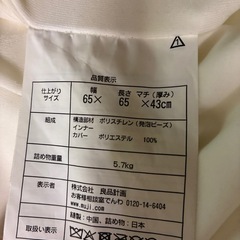 品質表示
仕上がり 幅 長さ マチ(厚み)
サイズ 65× 65 ×43cm
組成 構造部材 ポリスチレン(発泡ビーズ)
インナー
カバー ポリエステル 100%
詰め物重量 5.7kg
表示者 株式会社 良品計画
お客様相談室でんわ 0120-14-6404
www.muji.com
縫製:中国、詰め物:日本
取扱い表示